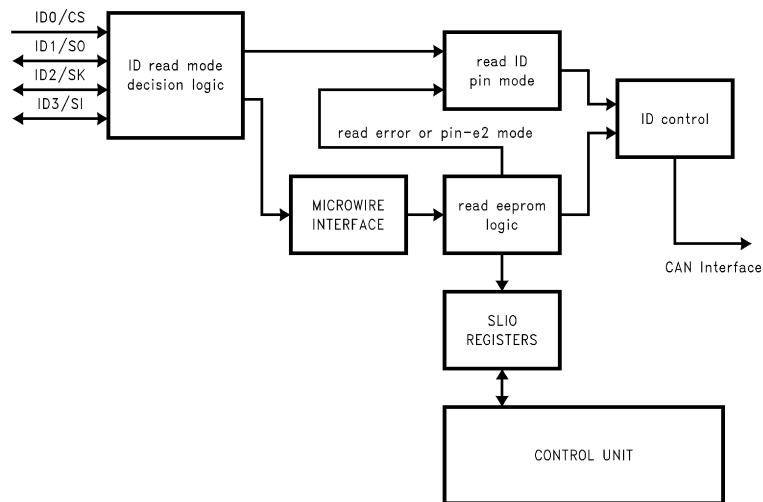 ID0/CS
ID1/SO
ID2/SK
ID3/SI
ID read mode
decision logic
read ID
pin mode
ID control
read error or pin-e2 mode
MICROWIRE
INTERFACE
read eeprom
logic
CAN Interface
SLIO
REGISTERS
CONTROL UNIT